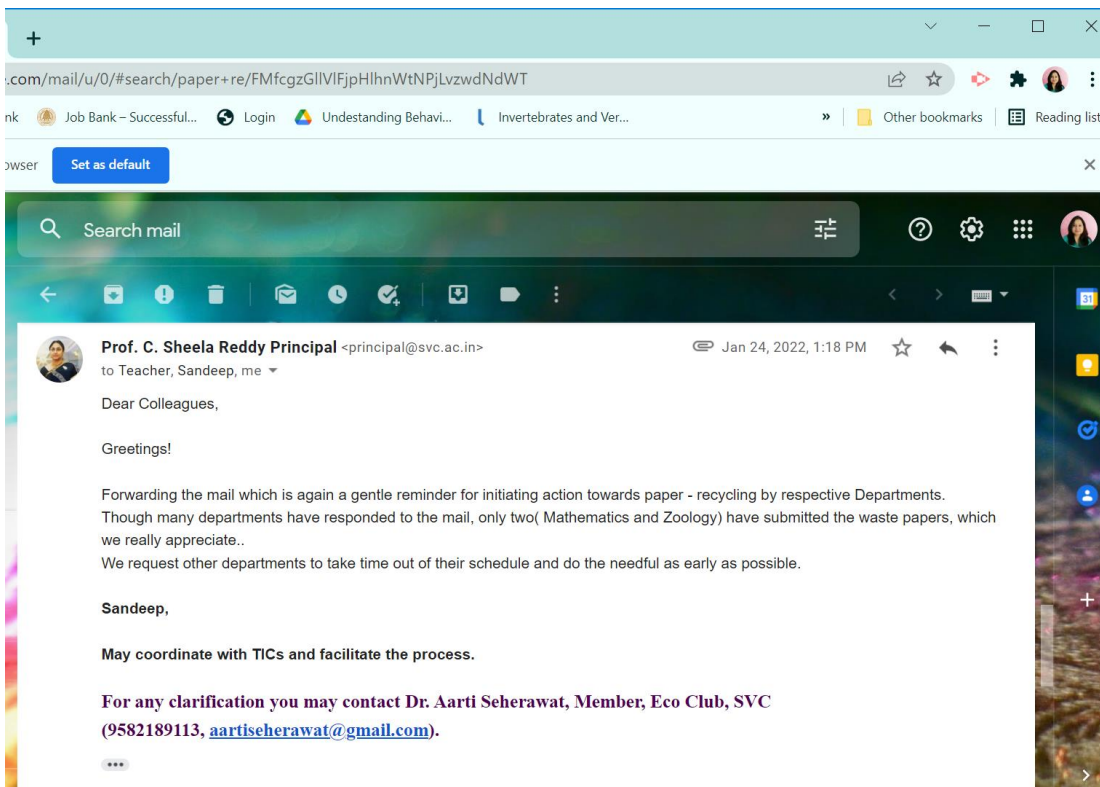 .com/mail/u/0/#search/paper+re/FMfcgzGllVlFjpHlhnWtNPjLvzwdNdWT
nk Job Bank – Successful... Login Undestanding Behavi... Invertebrates and Ver... » Other bookmarks Reading list
owser Set as default
Search mail
31
Prof. C. Sheela Reddy Principal <principal@svc.ac.in> Jan 24, 2022, 1:18 PM
to Teacher, Sandeep, me
Dear Colleagues,
Greetings!
Forwarding the mail which is again a gentle reminder for initiating action towards paper - recycling by respective Departments.
Though many departments have responded to the mail, only two( Mathematics and Zoology) have submitted the waste papers, which
we really appreciate..
We request other departments to take time out of their schedule and do the needful as early as possible.
Sandeep,
May coordinate with TICs and facilitate the process.
For any clarification you may contact Dr. Aarti Seherawat, Member, Eco Club, SVC
(9582189113, aartiseherawat@gmail.com).